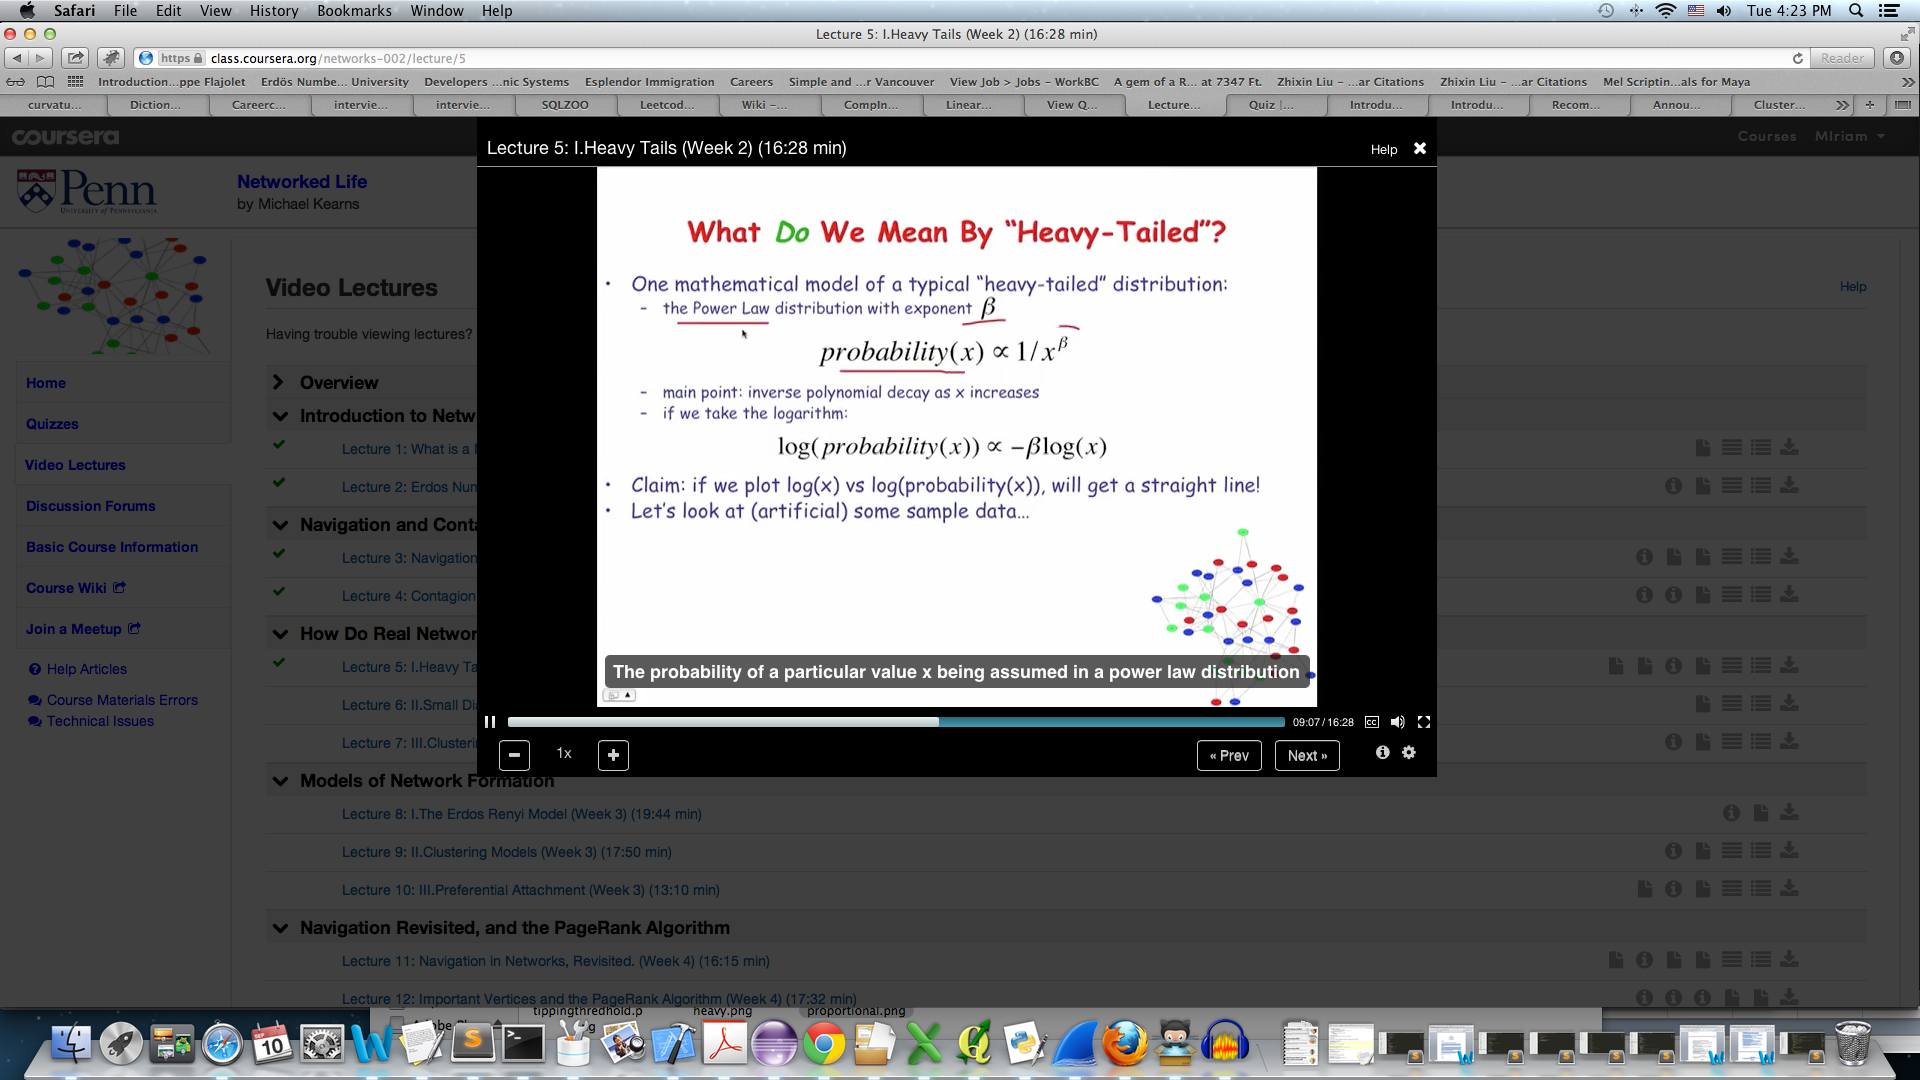 Safari File Edit View History Bookmarks Window Help Tue 4:23 PM
Lecture 5: I.Heavy Tails (Week 2) (16:28 min)
https class.coursera.org/networks-002/lecture/5 Reader
Introduction...ppe Flajolet Erdös Numbe... University Developers ...nic Systems Esplendor Immigration Careers Simple and ...r Vancouver View Job > Jobs - WorkBC A gem of a R... at 7347 Ft. Zhixin Liu - ...ar Citations Zhixin Liu - ...ar Citations Mel Scriptin...als for Maya
curvatu... Diction... Careerc... intervie... intervie... SQLZOO Leetcod... Wiki -... CompIn... Linear... View Q... Lecture... Quiz |... Introdu... Introdu... Recom... Annou... Cluster...
coursera Courses MIriam
Lecture 5: I.Heavy Tails (Week 2) (16:28 min) Help
Penn
UNIVERSITY OF PENNSYLVANIA
Networked Life
by Michael Kearns
Home
Quizzes
Video Lectures
Discussion Forums
Basic Course Information
Course Wiki
Join a Meetup
Help Articles
Course Materials Errors
Technical Issues
Video Lectures
Help
Having trouble viewing lectures?
Overview
Introduction to Netw
Lecture 1: What is a
Lecture 2: Erdos Num
Navigation and Conta
Lecture 3: Navigation
Lecture 4: Contagion
How Do Real Networ
Lecture 5: I.Heavy Ta
Lecture 6: II.Small Di
Lecture 7: III.Clusteri
Models of Network Formation
Lecture 8: I.The Erdos Renyi Model (Week 3) (19:44 min)
Lecture 9: II.Clustering Models (Week 3) (17:50 min)
Lecture 10: III.Preferential Attachment (Week 3) (13:10 min)
Navigation Revisited, and the PageRank Algorithm
Lecture 11: Navigation in Networks, Revisited. (Week 4) (16:15 min)
Lecture 12: Important Vertices and the PageRank Algorithm (Week 4) (17:32 min)
What Do We Mean By “Heavy-Tailed”?
• One mathematical model of a typical “heavy-tailed” distribution:
– the Power Law distribution with exponent β
probability(x) ∝ 1/x^β
– main point: inverse polynomial decay as x increases
– if we take the logarithm:
log(probability(x)) ∝ −βlog(x)
• Claim: if we plot log(x) vs log(probability(x)), will get a straight line!
• Let’s look at (artificial) some sample data…
The probability of a particular value x being assumed in a power law distribution
09:07/16:28 CC
1x « Prev Next »
tippingthredhold.p heavy.png proportional.png
SEP
10